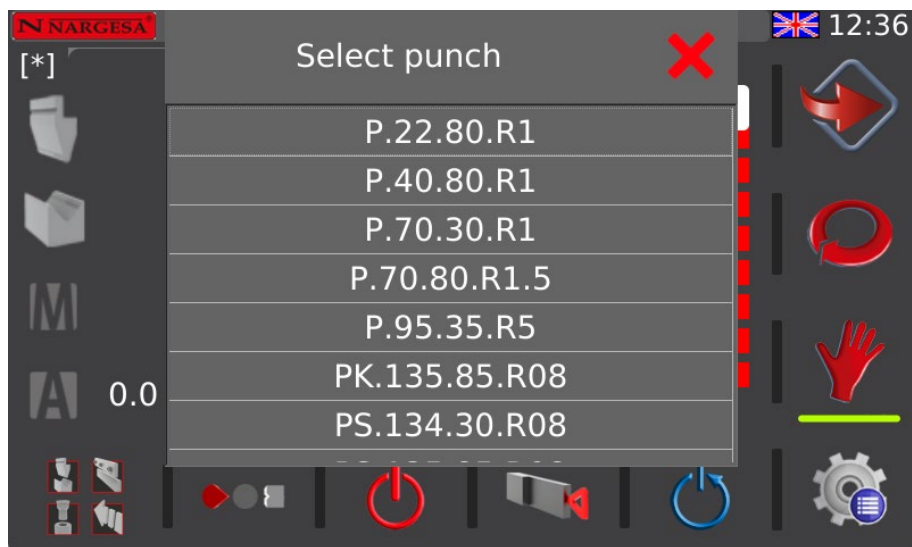 N NARGESA
12:36
[*]
Select punch
P.22.80.R1
P.40.80.R1
P.70.30.R1
P.70.80.R1.5
P.95.35.R5
PK.135.85.R08
PS.134.30.R08
M
A
0.0